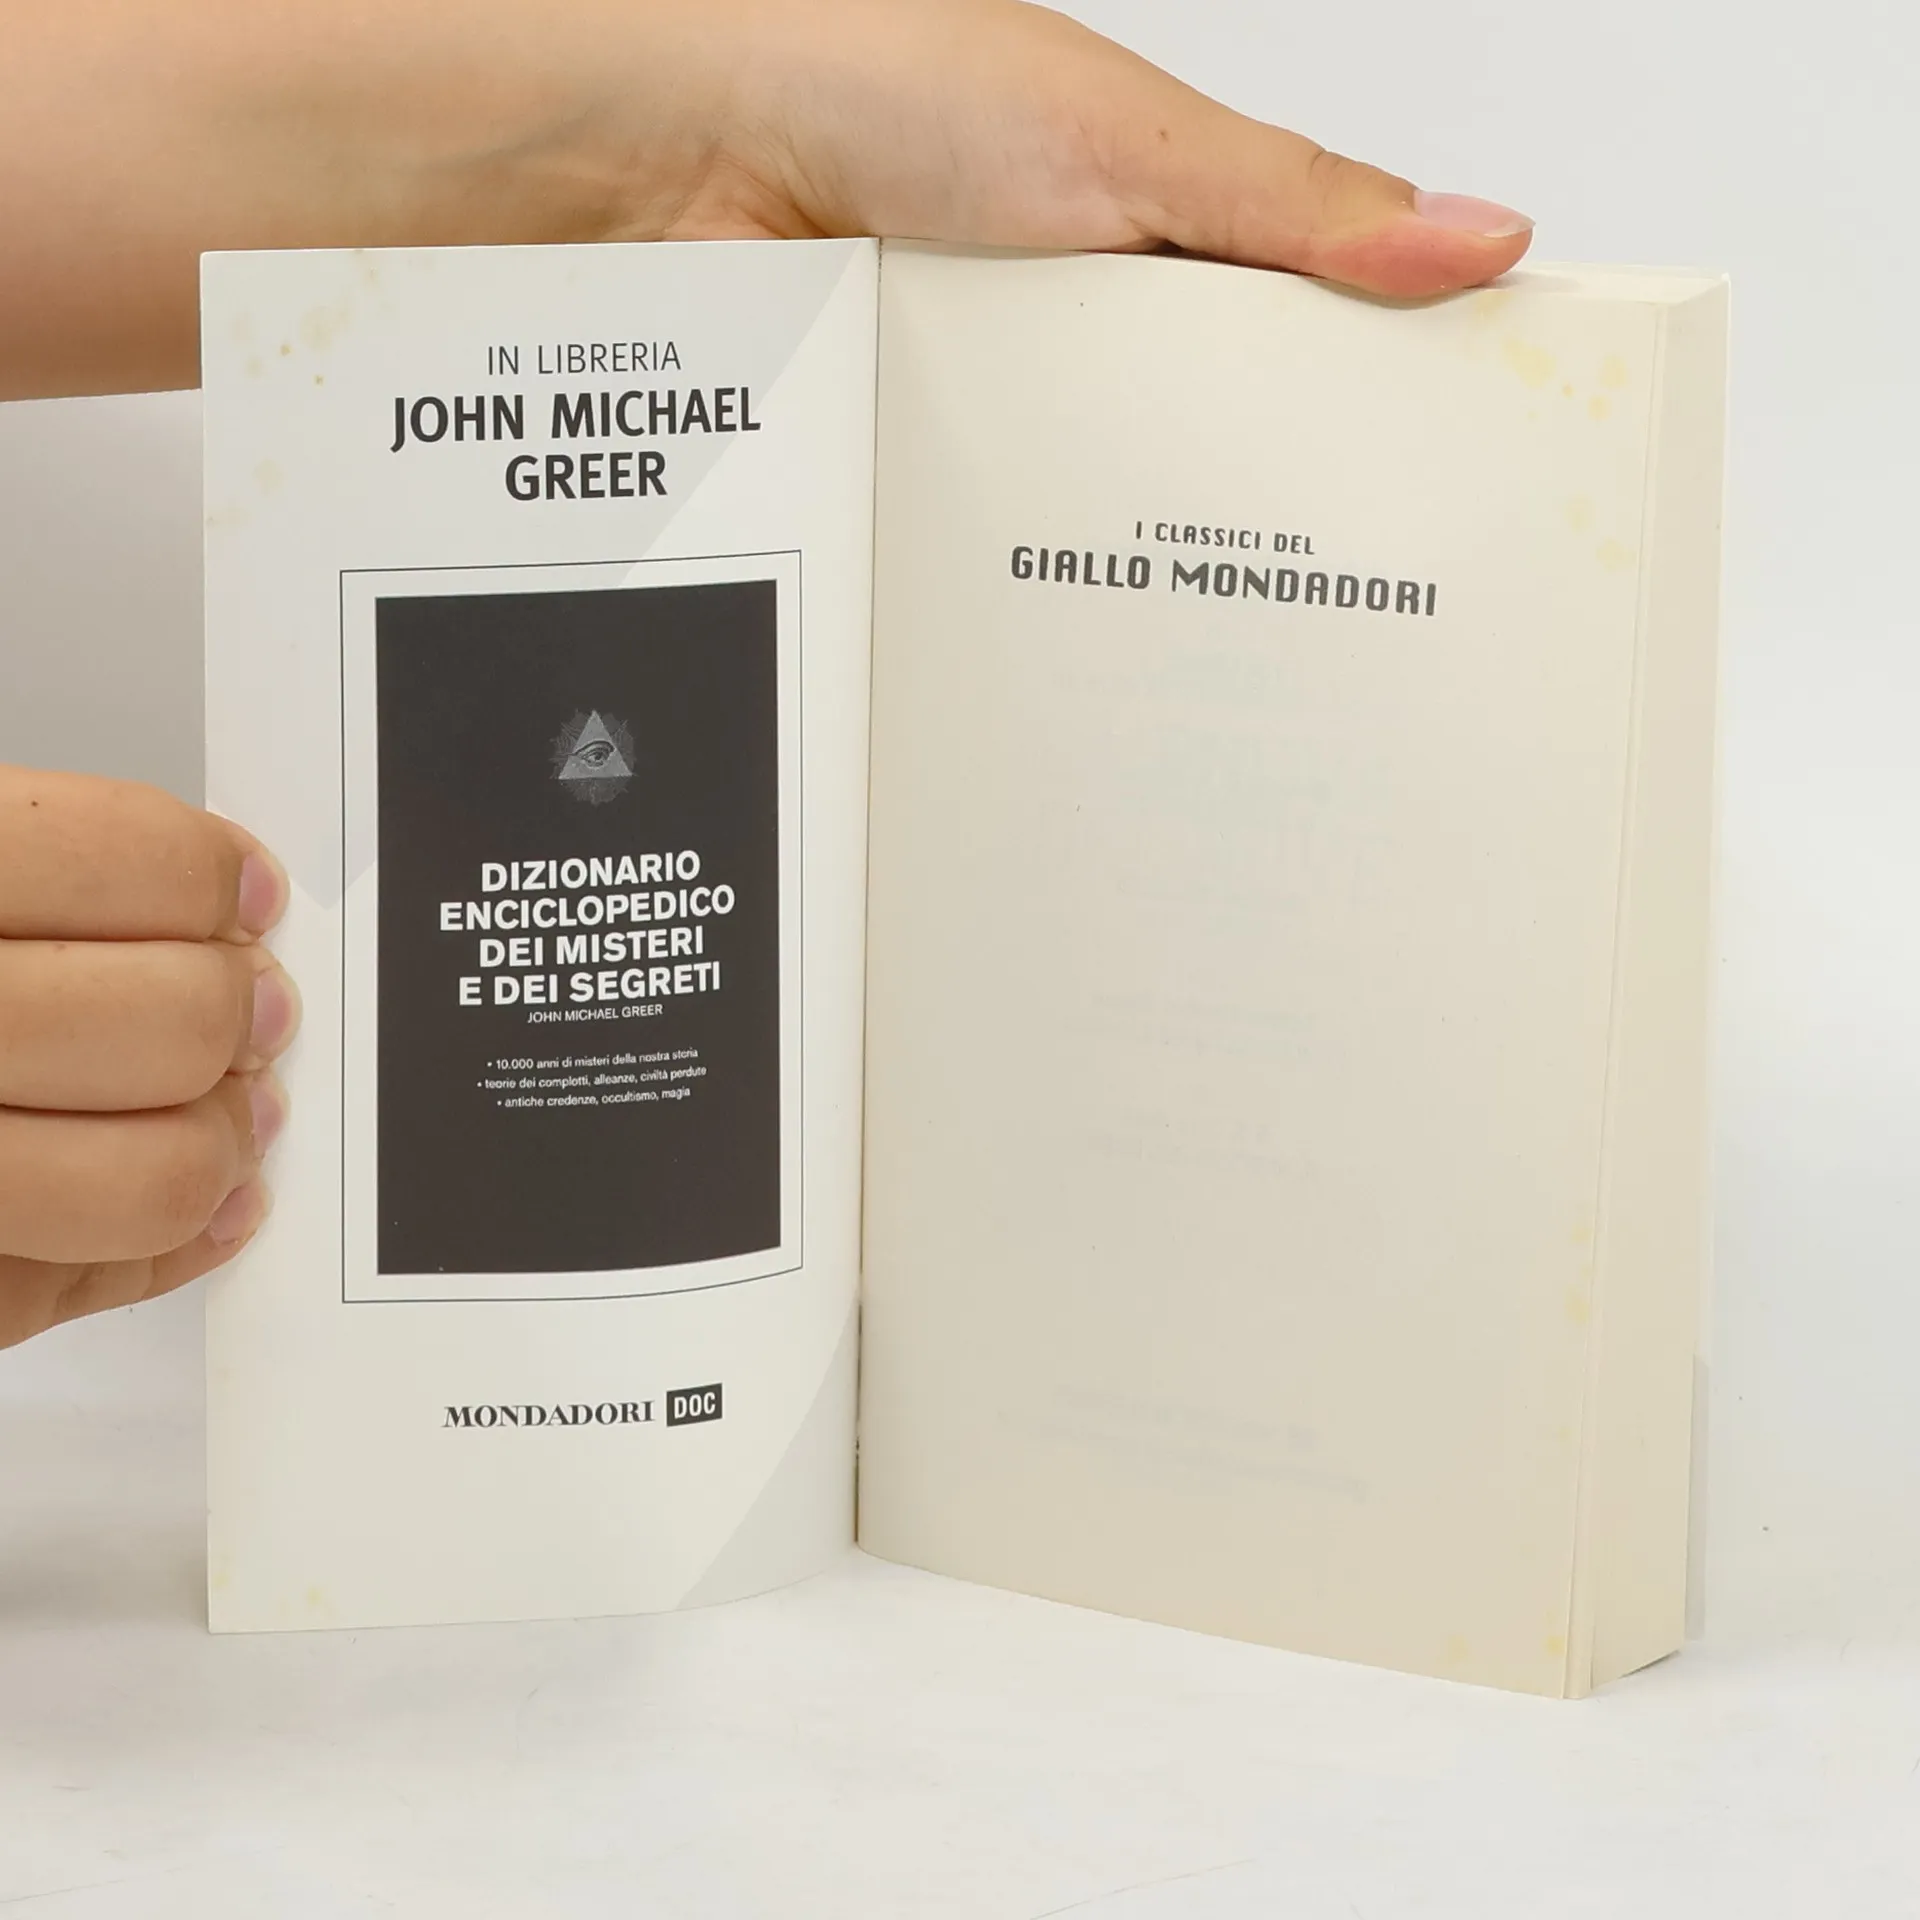 IN LIBRERIA
JOHN MICHAEL
GREER
DIZIONARIO
ENCICLOPEDICO
DEI MISTERI
E DEI SEGRETI
JOHN MICHAEL GREER
• 10.000 anni di misteri della nostra storia
• teorie dei complotti, alleanze, civiltà perdute
• antiche credenze, occultismo, magia
MONDADORI DOC
I CLASSICI DEL
GIALLO MONDADORI